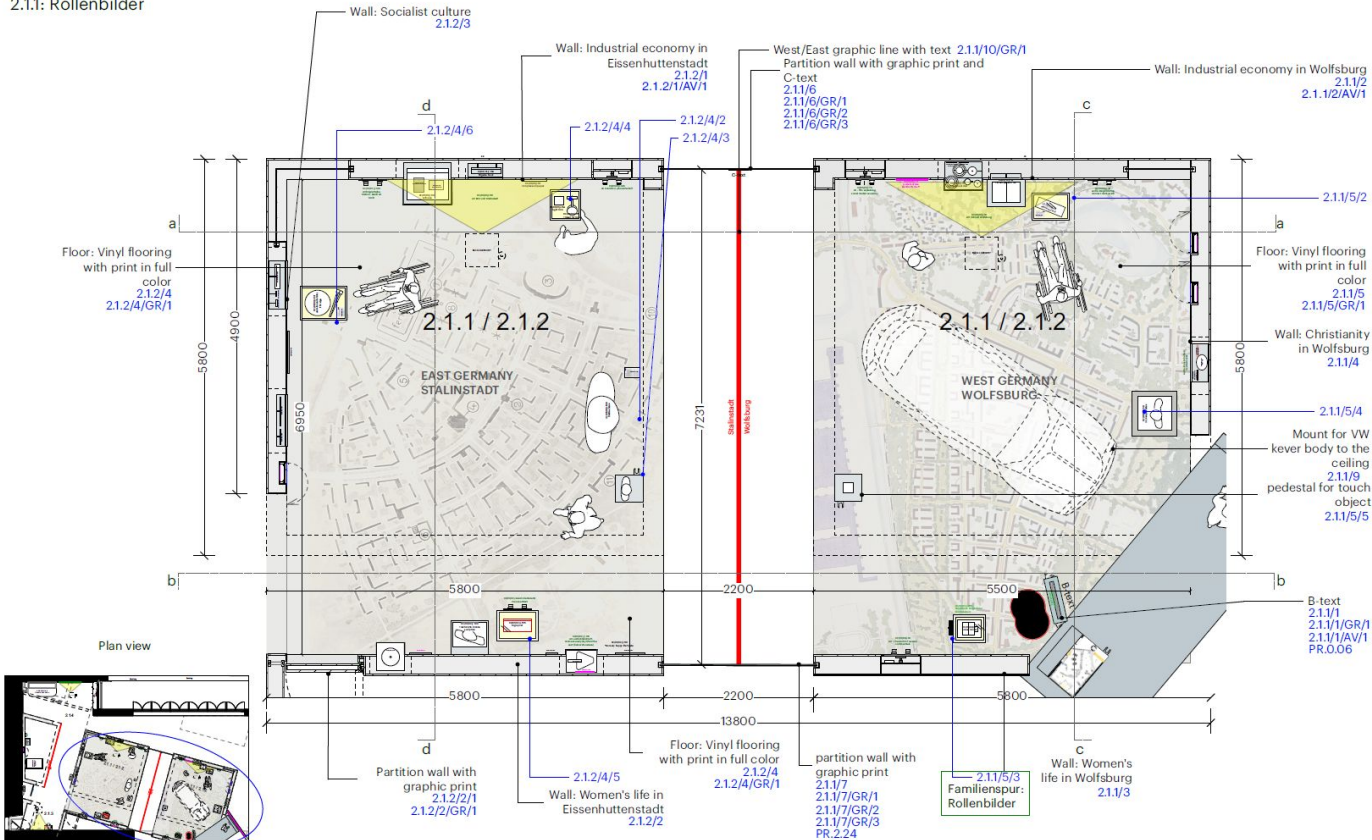 2.1.1: Rollenbilder
Wall: Socialist culture
2.1.2/3
Wall: Industrial economy in
Eissenhuttenstadt
2.1.2/1
2.1.2/1/AV/1
West/East graphic line with text 2.1.1/10/GR/1
Partition wall with graphic print and
C-text
2.1.1/6
2.1.1/6/GR/1
2.1.1/6/GR/2
2.1.1/6/GR/3
Wall: Industrial economy in Wolfsburg
2.1.1/2
2.1.1/2/AV/1
d
c
2.1.2/4/6
2.1.2/4/4
2.1.2/4/2
2.1.2/4/3
C-text
2.1.1/5/2
a
a
Floor: Vinyl flooring
with print in full
color
2.1.2/4
2.1.2/4/GR/1
Floor: Vinyl flooring
with print in full
color
2.1.1/5
2.1.1/5/GR/1
2.1.1 / 2.1.2
2.1.1 / 2.1.2
Wall: Christianity
in Wolfsburg
2.1.1/4
5800
4900
6950
7231
5800
EAST GERMANY
STALINSTADT
WEST GERMANY
WOLFSBURG
Stalinstadt
Wolfsburg
2.1.1/5/4
Mount for VW
kever body to the
ceiling
2.1.1/9
pedestal for touch
object
2.1.1/5/5
b
b
5800
2200
5500
B-text
B-text
2.1.1/1
2.1.1/1/GR/1
2.1.1/1/AV/1
PR.0.06
Plan view
5800
2200
5800
13800
d
c
Partition wall with
graphic print
2.1.2/2/1
2.1.2/2/GR/1
2.1.2/4/5
Wall: Women's life in
Eissenhuttenstadt
2.1.2/2
Floor: Vinyl flooring
with print in full color
2.1.2/4
2.1.2/4/GR/1
partition wall with
graphic print
2.1.1/7
2.1.1/7/GR/1
2.1.1/7/GR/2
2.1.1/7/GR/3
PR.2.24
2.1.1/5/3
Familienspur:
Rollenbilder
Wall: Women's
life in Wolfsburg
2.1.1/3